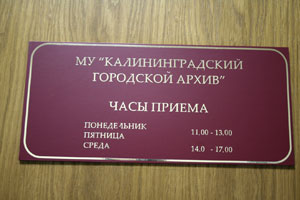 МУ "КАЛИНИНГРАДСКИЙ
ГОРОДСКОЙ АРХИВ"
ЧАСЫ ПРИЕМА
ПОНЕДЕЛЬНИК 11.00 - 13.00
ПЯТНИЦА
СРЕДА 14.0 - 17.00